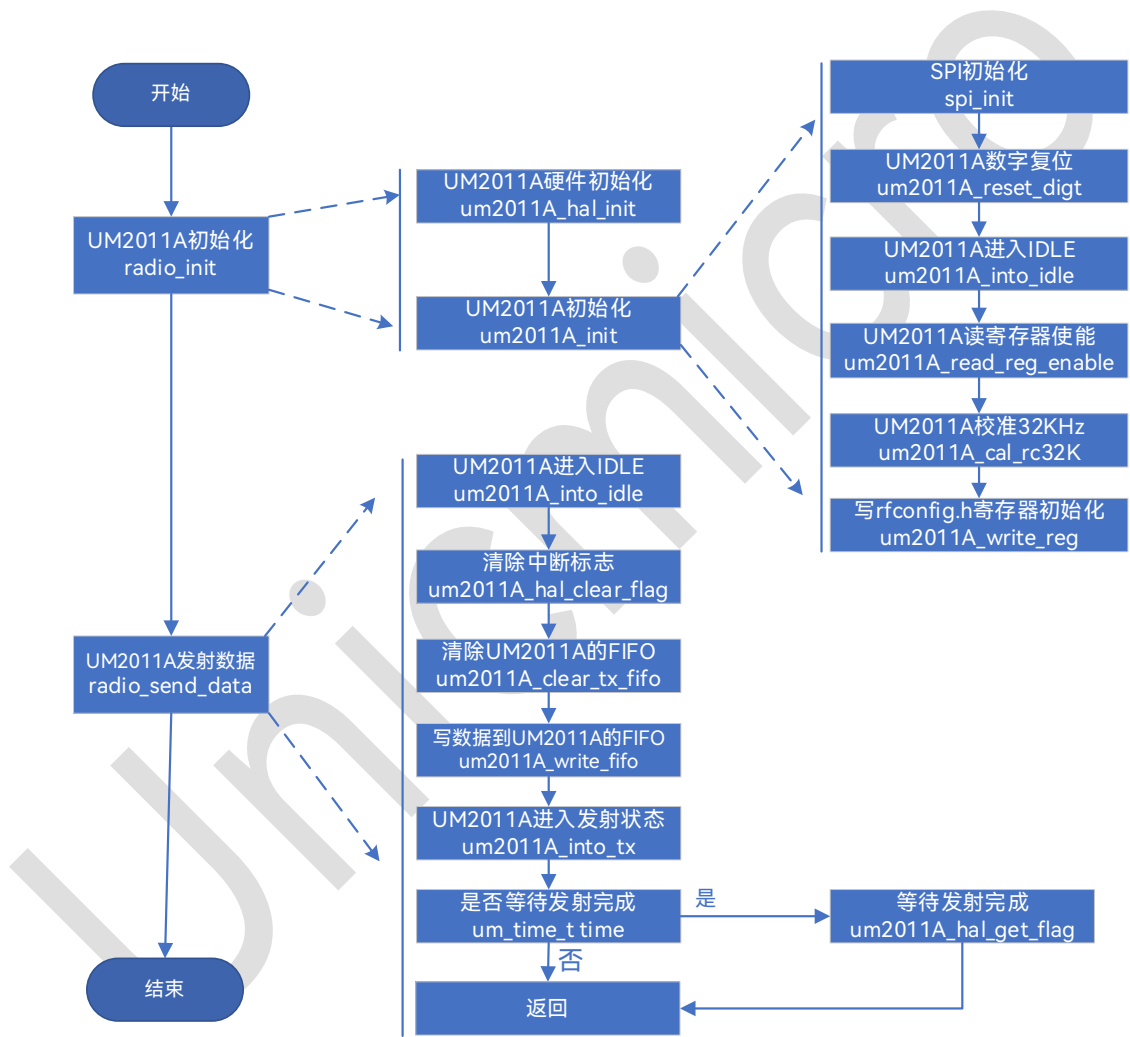 开始
UM2011A初始化
radio_init
UM2011A发射数据
radio_send_data
结束
UM2011A硬件初始化
um2011A_hal_init
UM2011A初始化
um2011A_init
SPI初始化
spi_init
UM2011A数字复位
um2011A_reset_digt
UM2011A进入IDLE
um2011A_into_idle
UM2011A读寄存器使能
um2011A_read_reg_enable
UM2011A校准32KHz
um2011A_cal_rc32K
写rfconfig.h寄存器初始化
um2011A_write_reg
UM2011A进入IDLE
um2011A_into_idle
清除中断标志
um2011A_hal_clear_flag
清除UM2011A的FIFO
um2011A_clear_tx_fifo
写数据到UM2011A的FIFO
um2011A_write_fifo
UM2011A进入发射状态
um2011A_into_tx
是否等待发射完成
um_time_t time
是
等待发射完成
um2011A_hal_get_flag
否
返回
Unicmicro